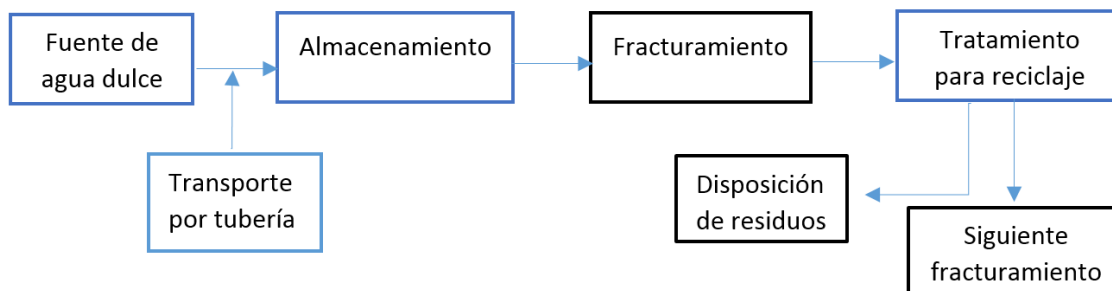 Fuente de
agua dulce
Almacenamiento
Fracturamiento
Tratamiento
para reciclaje
Transporte
por tubería
Disposición
de residuos
Siguiente
fracturamiento